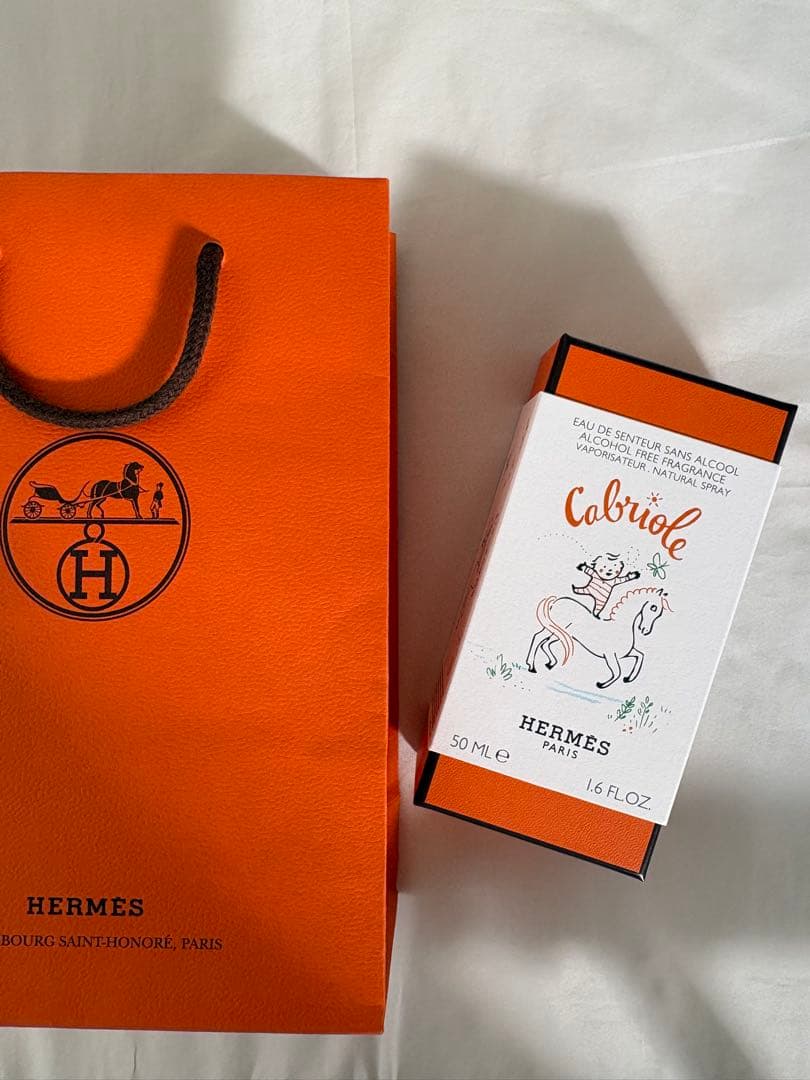 H
HERMÈS
BOURG SAINT-HONORÉ, PARIS
EAU DE SENTEUR SANS ALCOOL
ALCOHOL FREE FRAGRANCE
VAPORISATEUR . NATURAL SPRAY
Cabriole
HERMÈS
PARIS
50 ML e
1.6 FL.OZ.